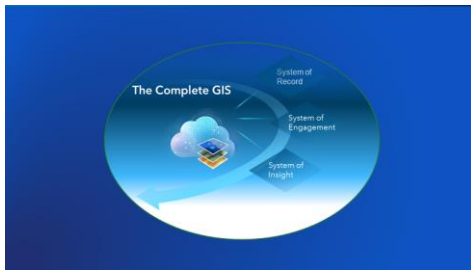 System of
Record
The Complete GIS
System of
Engagement
System of
Insight